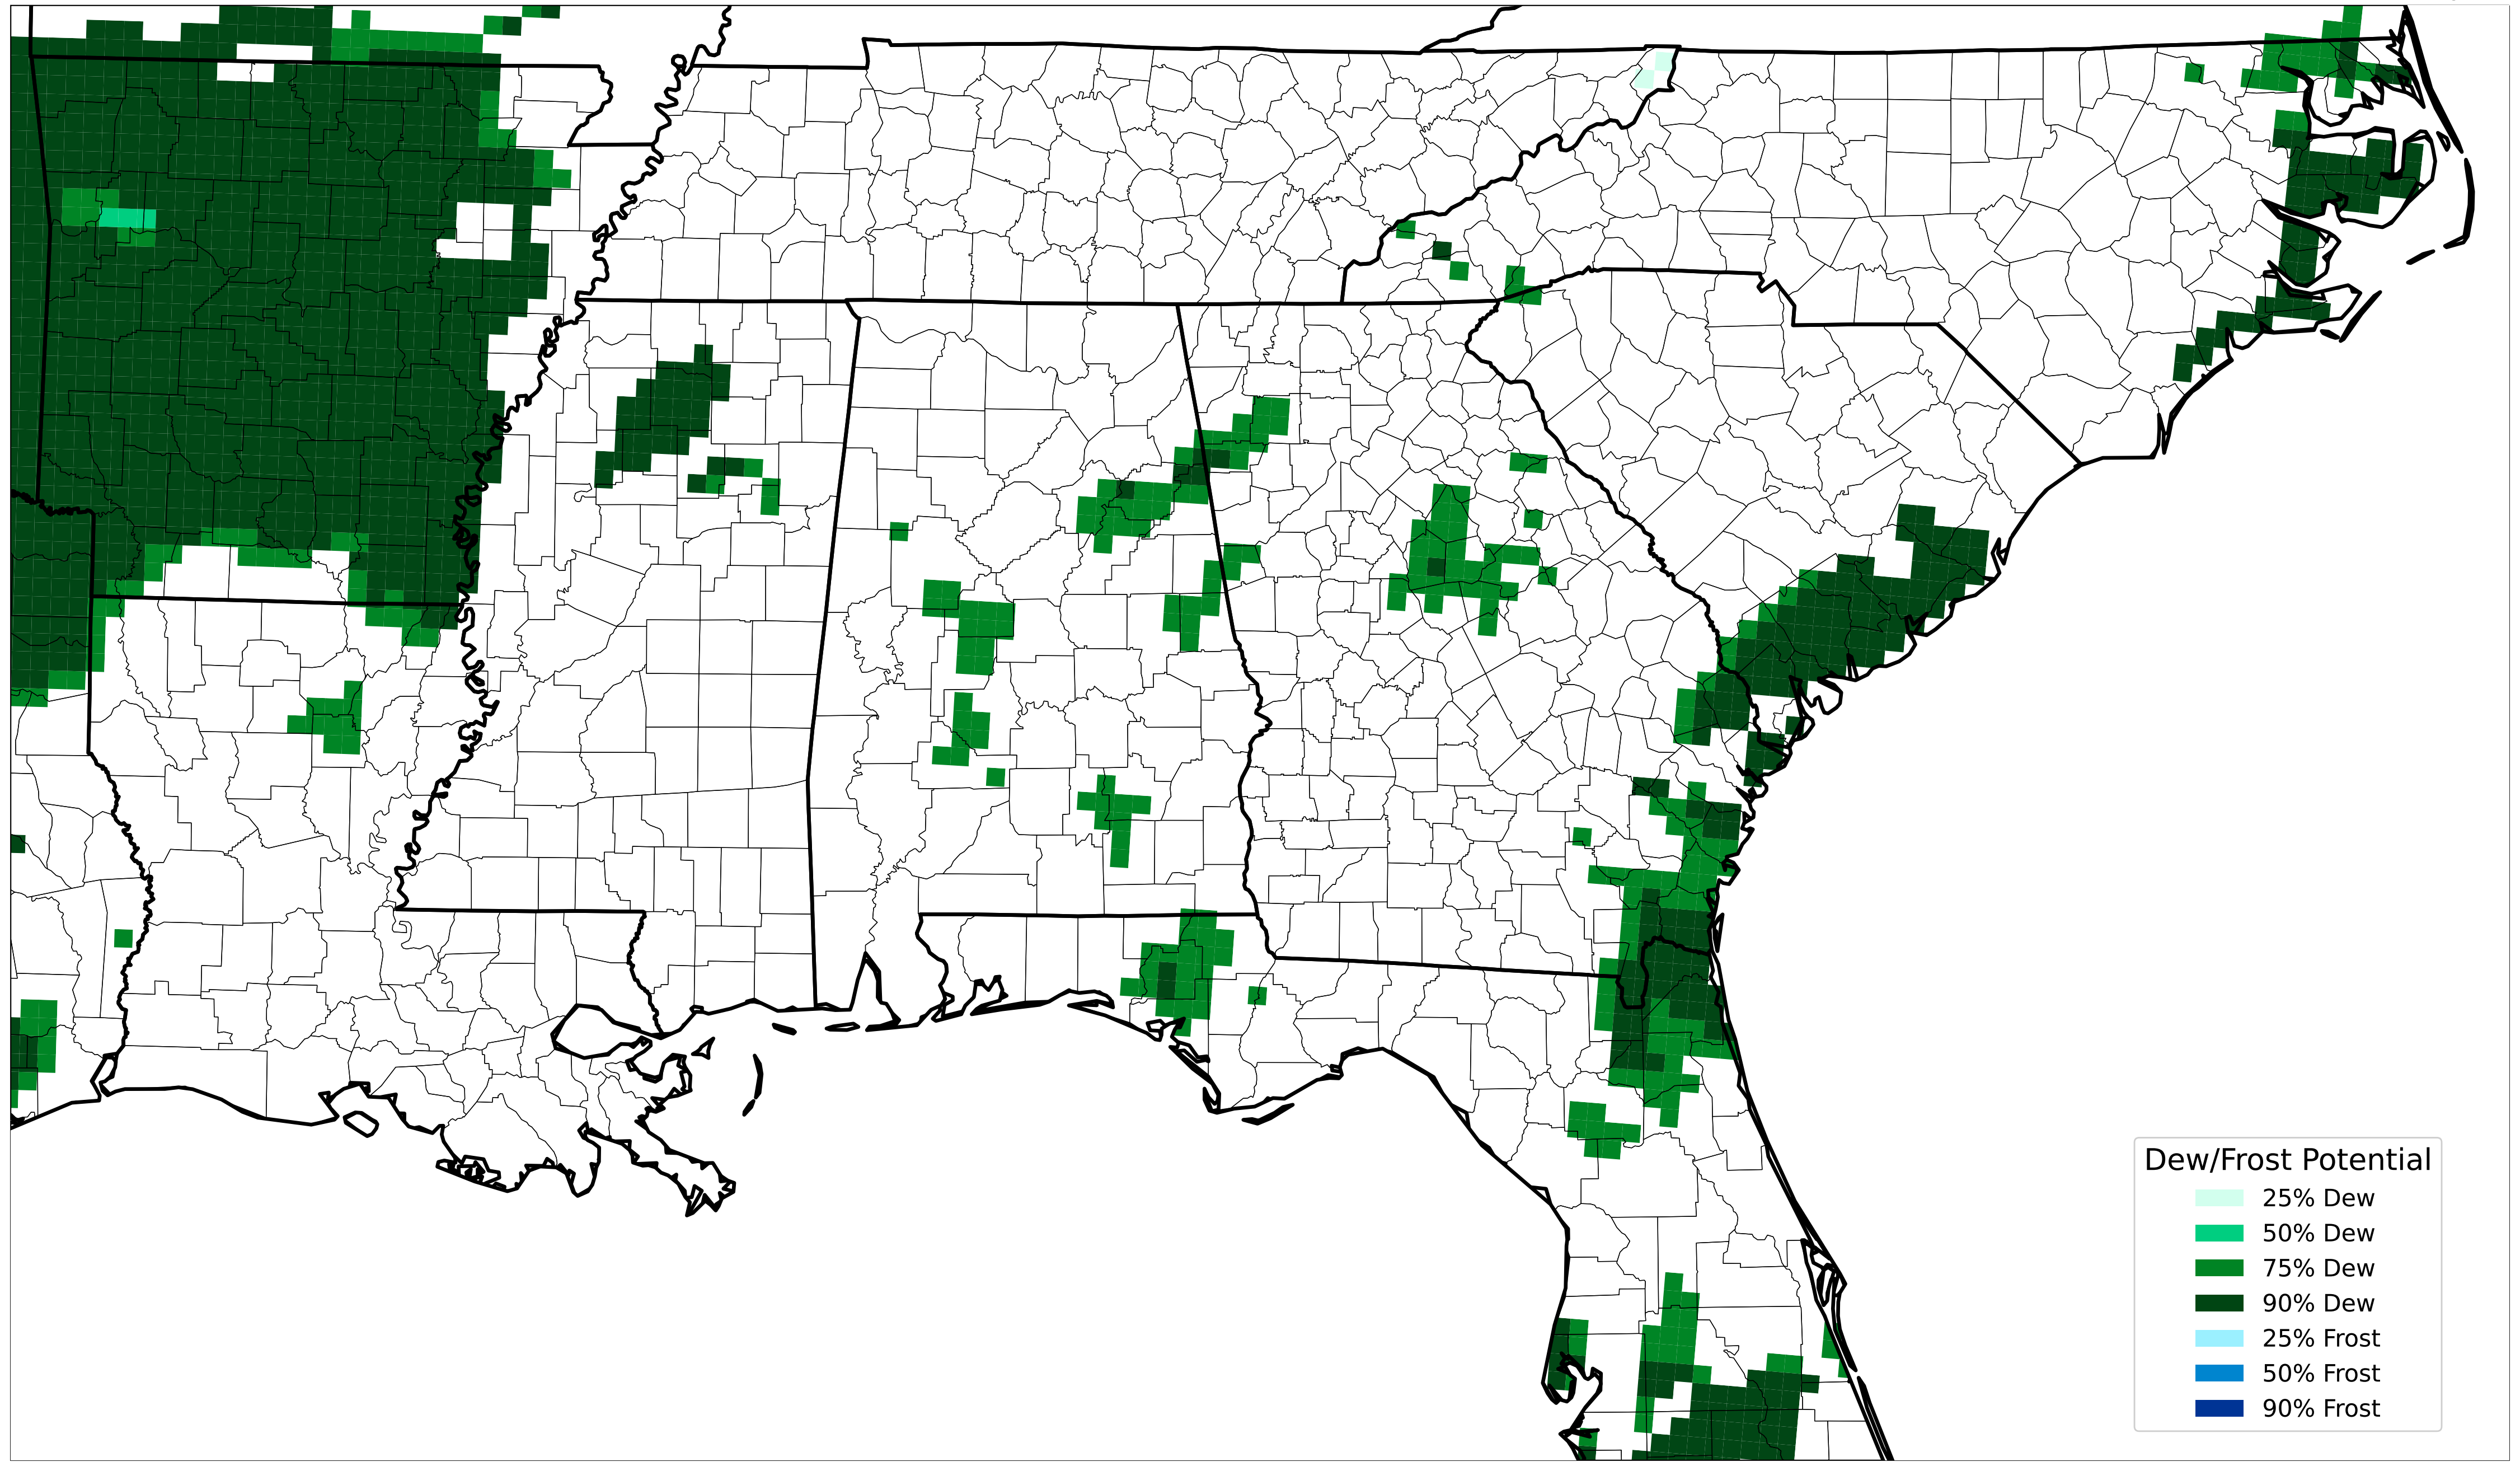 Dew/Frost Potential
25% Dew
50% Dew
75% Dew
90% Dew
25% Frost
50% Frost
90% Frost